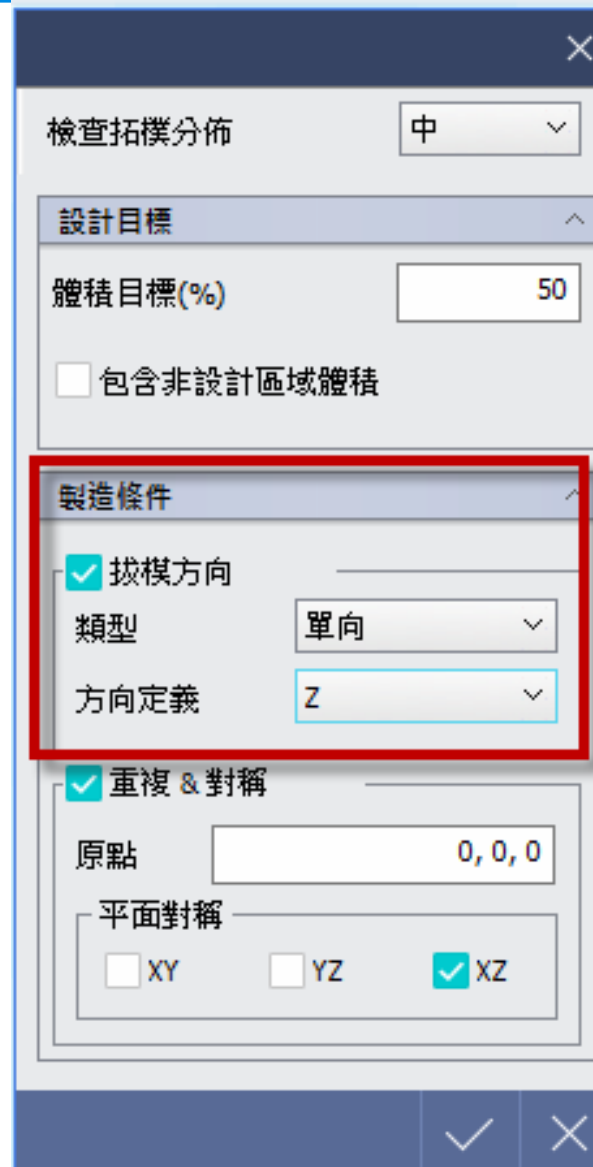 檢查拓樸分佈 中
設計目標
體積目標(%) 50
包含非設計區域體積
製造條件
拔模方向
類型 單向
方向定義 Z
重複 & 對稱
原點 0, 0, 0
平面對稱
XY YZ XZ